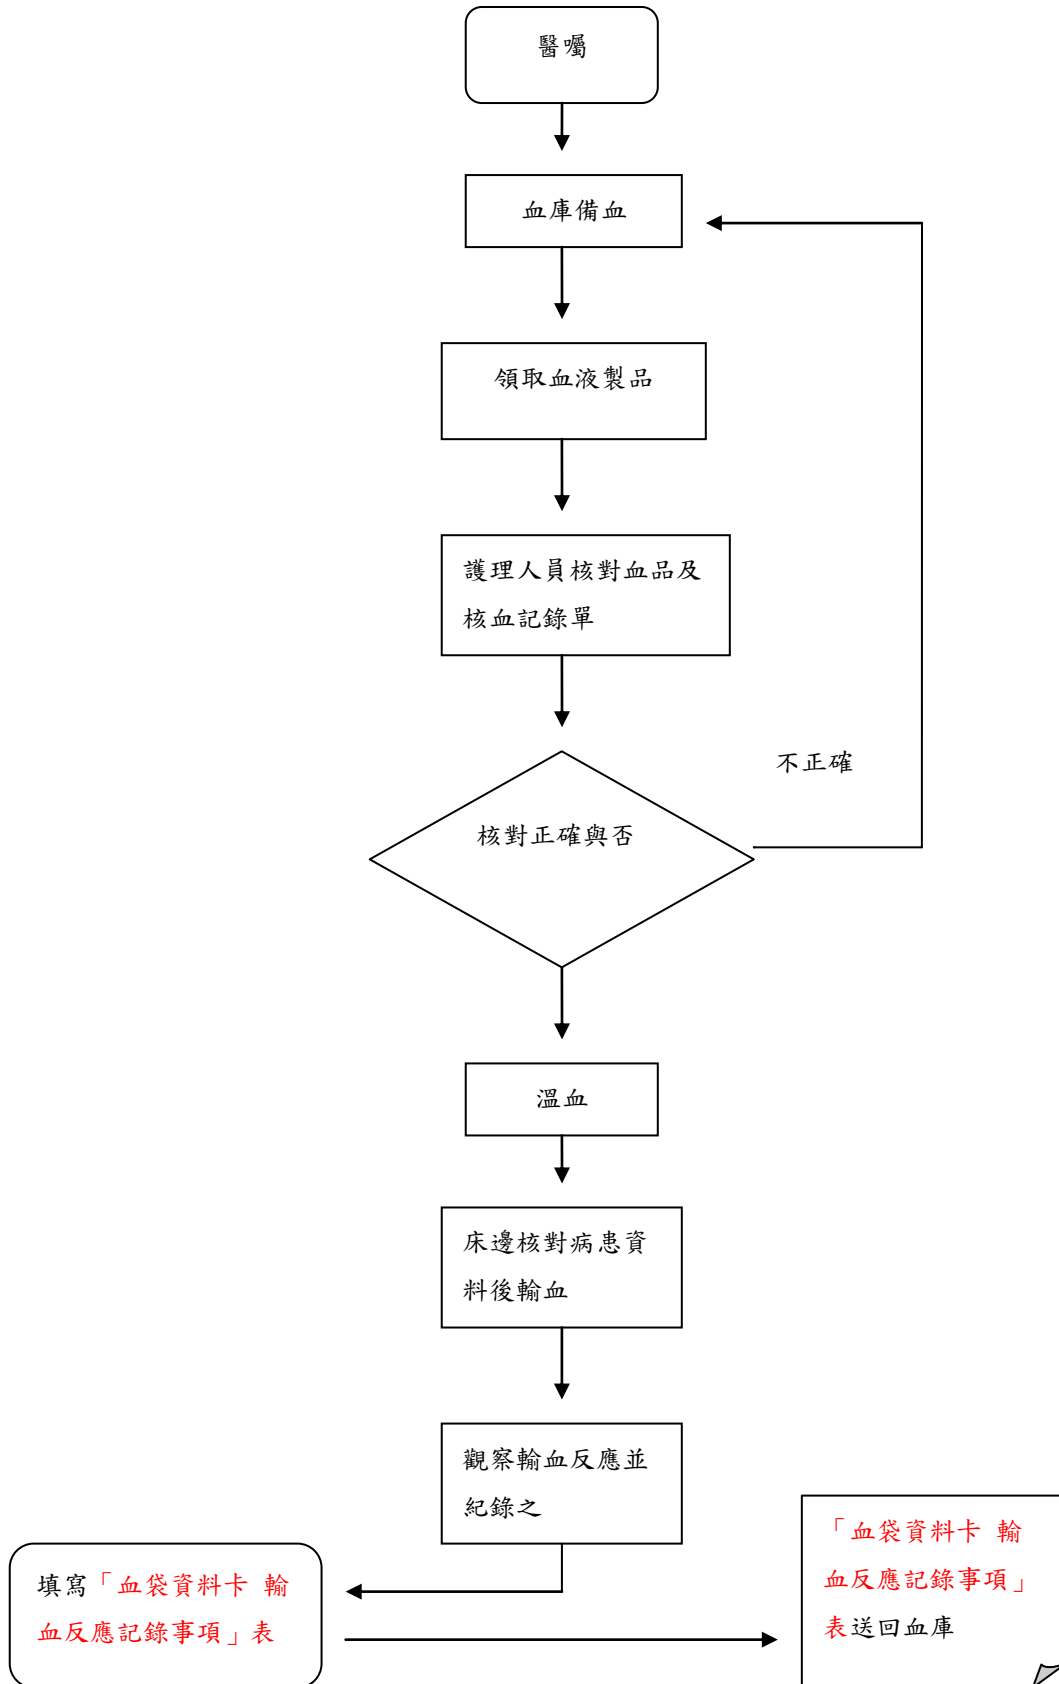 醫囑
血庫備血
領取血液製品
護理人員核對血品及
核血記錄單
不正確
核對正確與否
溫血
床邊核對病患資
料後輸血
觀察輸血反應並
紀錄之
填寫「血袋資料卡 輸
血反應記錄事項」表
「血袋資料卡 輸
血反應記錄事項」
表送回血庫